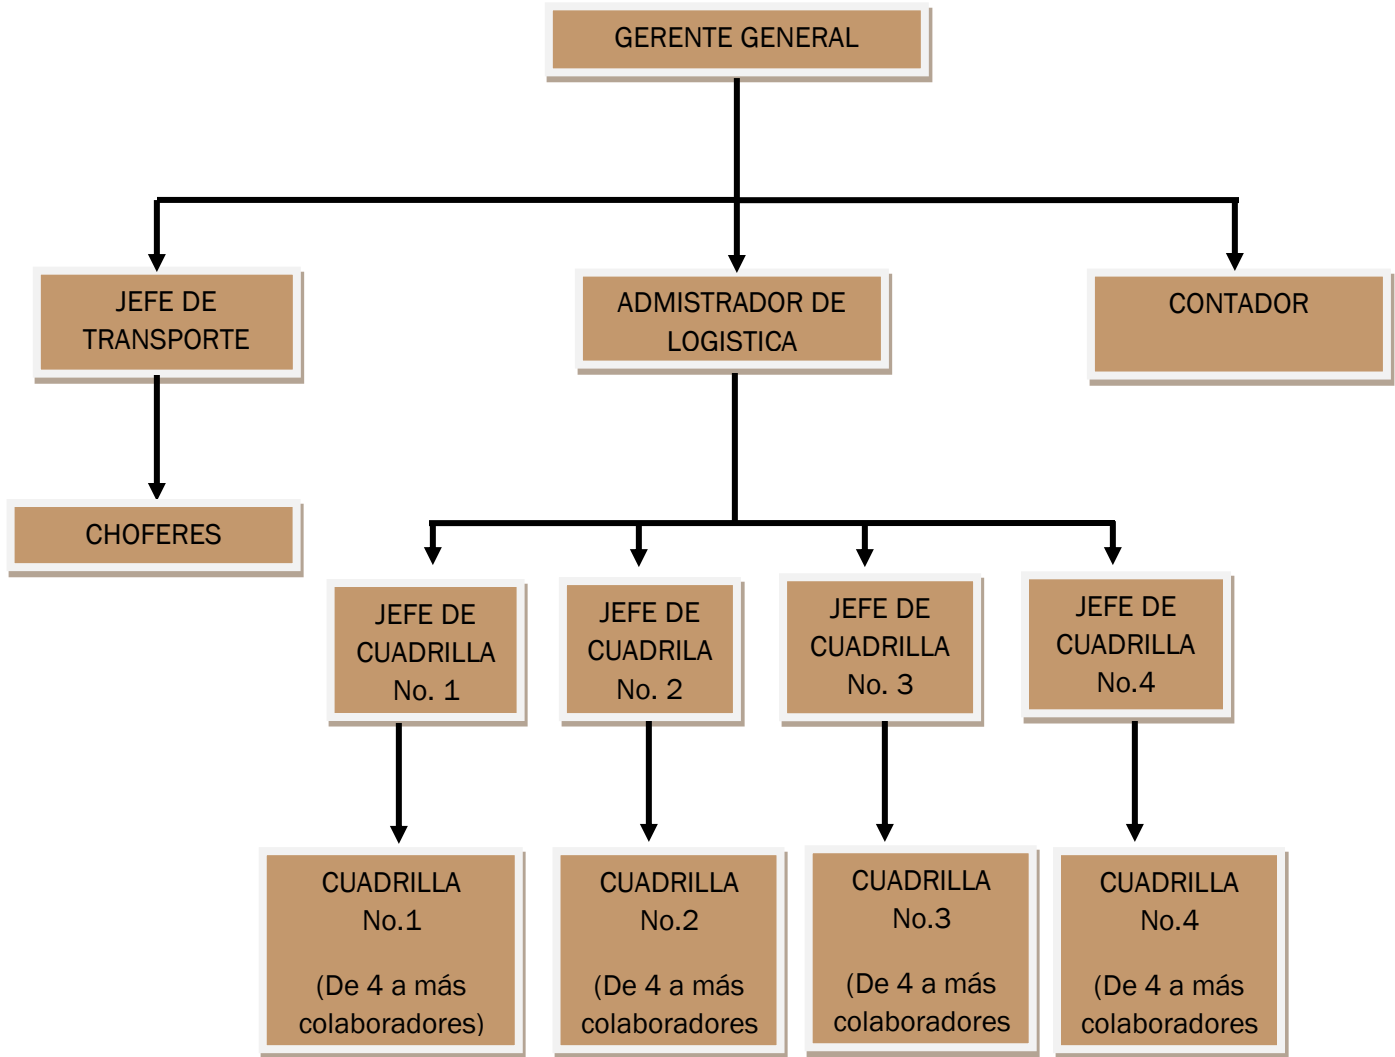 GERENTE GENERAL
JEFE DE
TRANSPORTE
ADMISTRADOR DE
LOGISTICA
CONTADOR
CHOFERES
JEFE DE
CUADRILLA
No. 1
JEFE DE
CUADRILA
No. 2
JEFE DE
CUADRILLA
No. 3
JEFE DE
CUADRILLA
No.4
CUADRILLA
No.1
(De 4 a más
colaboradores)
CUADRILLA
No.2
(De 4 a más
colaboradores
CUADRILLA
No.3
(De 4 a más
colaboradores
CUADRILLA
No.4
(De 4 a más
colaboradores